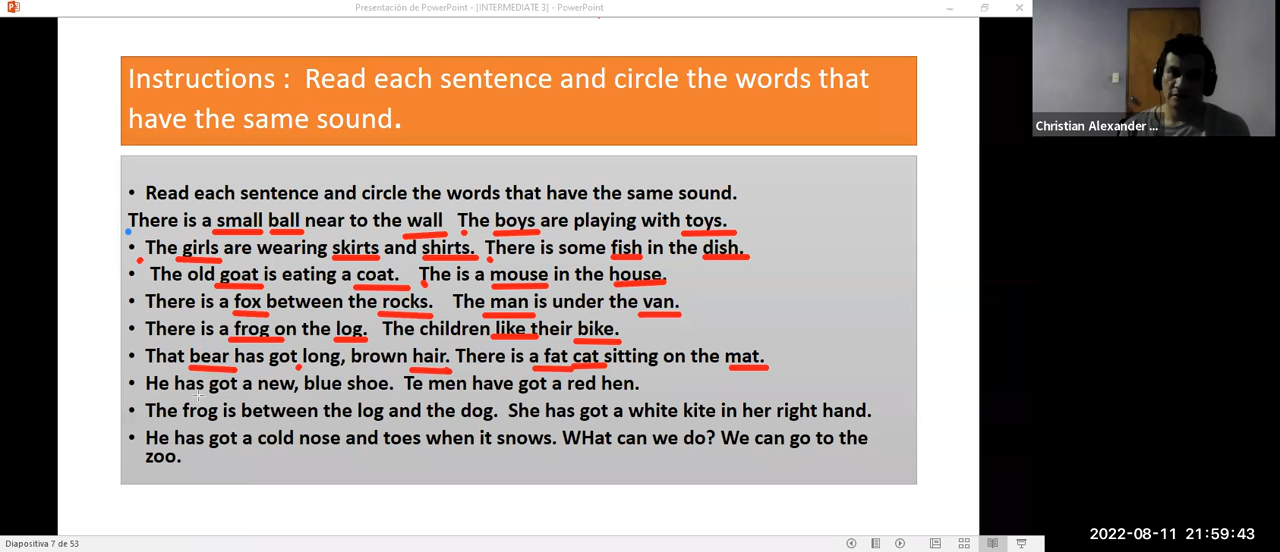 Presentación de PowerPoint - [INTERMEDIATE 3] - PowerPoint
Instructions : Read each sentence and circle the words that
have the same sound.
Christian Alexander ...
• Read each sentence and circle the words that have the same sound.
There is a small ball near to the wall The boys are playing with toys.
• The girls are wearing skirts and shirts. There is some fish in the dish.
• The old goat is eating a coat. The is a mouse in the house.
• There is a fox between the rocks. The man is under the van.
• There is a frog on the log. The children like their bike.
• That bear has got long, brown hair. There is a fat cat sitting on the mat.
• He has got a new, blue shoe. Te men have got a red hen.
• The frog is between the log and the dog. She has got a white kite in her right hand.
• He has got a cold nose and toes when it snows. WHat can we do? We can go to the
zoo.
2022-08-11 21:59:43
Diapositiva 7 de 53